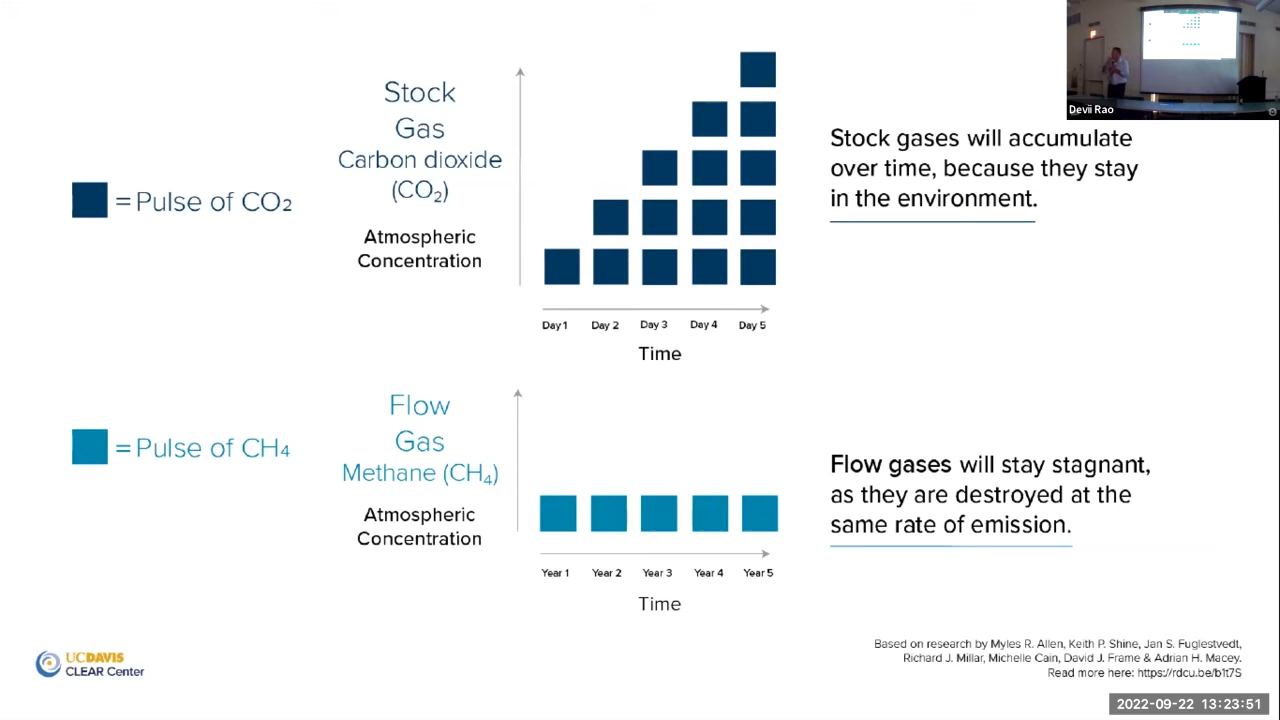 Devii Rao
Stock
Gas
Carbon dioxide
(CO₂)
Atmospheric
Concentration
= Pulse of CO₂
Day 1 Day 2 Day 3 Day 4 Day 5
Time
Stock gases will accumulate
over time, because they stay
in the environment.
Flow
Gas
Methane (CH₄)
Atmospheric
Concentration
= Pulse of CH₄
Year 1 Year 2 Year 3 Year 4 Year 5
Time
Flow gases will stay stagnant,
as they are destroyed at the
same rate of emission.
UCDAVIS
CLEAR Center
Based on research by Myles R. Allen, Keith P. Shine, Jan S. Fuglestvedt,
Richard J. Millar, Michelle Cain, David J. Frame & Adrian H. Macey.
Read more here: https://rdcu.be/b1t7S
2022-09-22 13:23:51